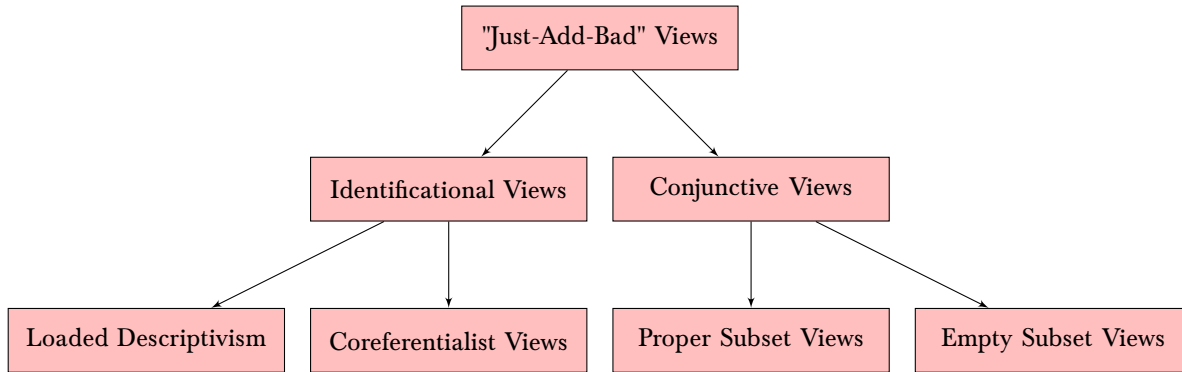 "Just-Add-Bad" Views
Identificational Views
Conjunctive Views
Loaded Descriptivism
Coreferentialist Views
Proper Subset Views
Empty Subset Views